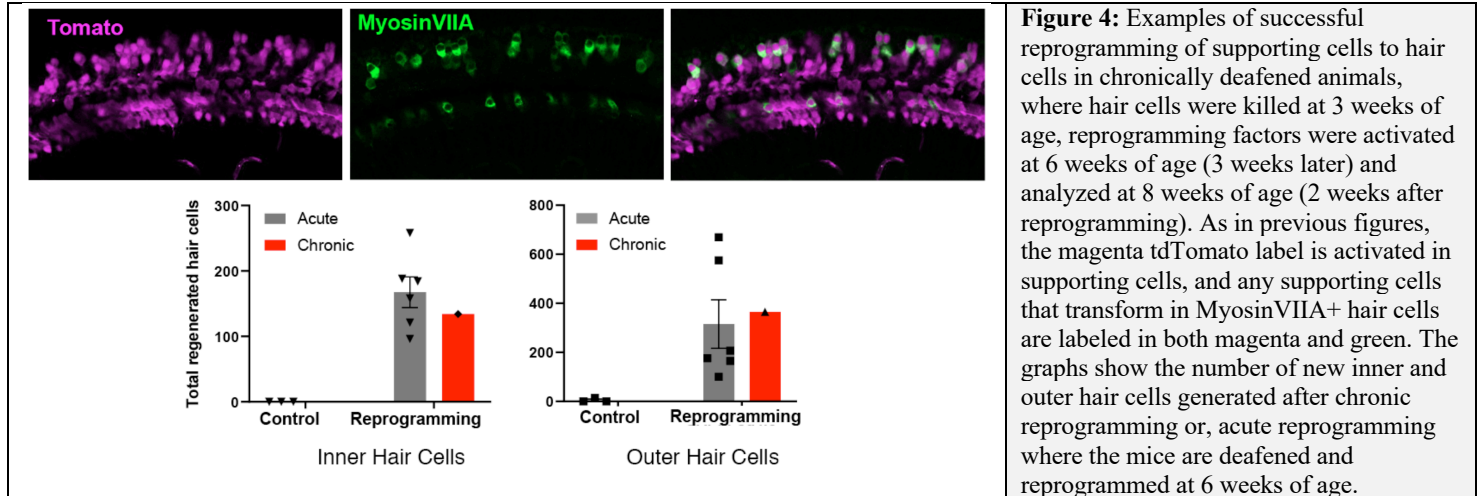 Tomato
MyosinVIIA
300
200
100
0
Total regenerated hair cells
Acute
Chronic
Control
Reprogramming
Inner Hair Cells
800
600
400
200
0
Acute
Chronic
Control
Reprogramming
Outer Hair Cells
Figure 4: Examples of successful
reprogramming of supporting cells to hair
cells in chronically deafened animals,
where hair cells were killed at 3 weeks of
age, reprogramming factors were activated
at 6 weeks of age (3 weeks later) and
analyzed at 8 weeks of age (2 weeks after
reprogramming). As in previous figures,
the magenta tdTomato label is activated in
supporting cells, and any supporting cells
that transform in MyosinVIIA+ hair cells
are labeled in both magenta and green. The
graphs show the number of new inner and
outer hair cells generated after chronic
reprogramming or, acute reprogramming
where the mice are deafened and
reprogrammed at 6 weeks of age.